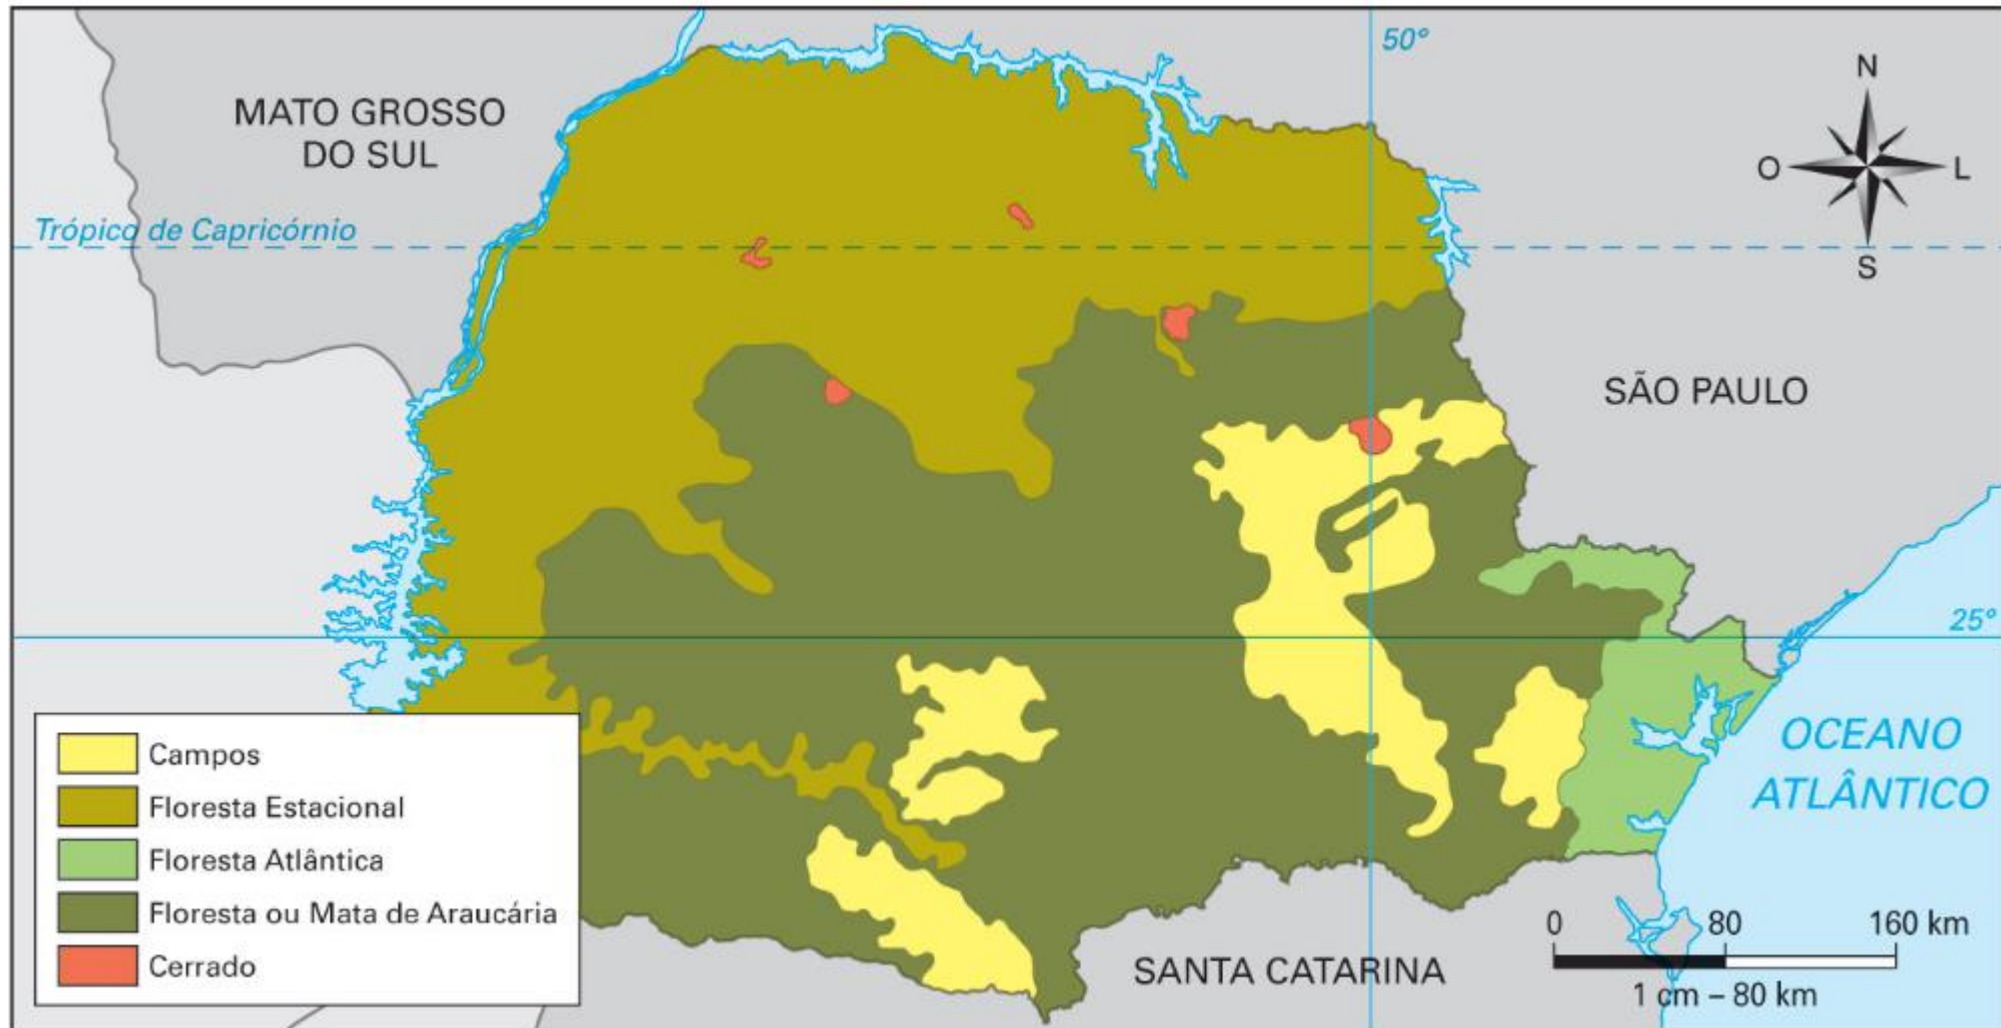 50°
N
MATO GROSSO
DO SUL
O
L
Trópico de Capricórnio
S
SÃO PAULO
25°
OCEANO
ATLÂNTICO
Campos
Floresta Estacional
Floresta Atlântica
Floresta ou Mata de Araucária
Cerrado
0 80 160 km
SANTA CATARINA
1 cm – 80 km